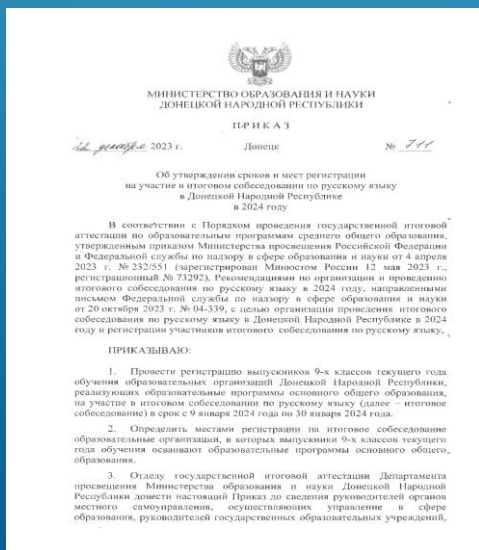 МИНИСТЕРСТВО ОБРАЗОВАНИЯ И НАУКИ
ДОНЕЦКОЙ НАРОДНОЙ РЕСПУБЛИКИ
ПРИКАЗ
22 декабря 2023 г. Донецк № 711
Об утверждении сроков и мест регистрации
на участие в итоговом собеседовании по русскому языку
в Донецкой Народной Республике
в 2024 году
В соответствии с Порядком проведения государственной итоговой
аттестации по образовательным программам среднего общего образования,
утвержденным приказом Министерства просвещения Российской Федерации
и Федеральной службы по надзору в сфере образования и науки от 4 апреля
2023 г. № 232/551 (зарегистрирован Минюстом России 12 мая 2023 г.,
регистрационный № 73292), Рекомендациями по организации и проведению
итогового собеседования по русскому языку в 2024 году, направленными
письмом Федеральной службы по надзору в сфере образования и науки
от 20 октября 2023 г. № 04-339, с целью организации проведения итогового
собеседования по русскому языку в Донецкой Народной Республике в 2024
году и регистрации участников итогового собеседования по русскому языку,
ПРИКАЗЫВАЮ:
1. Провести регистрацию выпускников 9-х классов текущего года
обучения образовательных организаций Донецкой Народной Республики,
реализующих образовательные программы основного общего образования,
на участие в итоговом собеседовании по русскому языку (далее – итоговое
собеседование) в срок с 9 января 2024 года по 30 января 2024 года.
2. Определить местами регистрации на итоговое собеседование
образовательные организации, в которых выпускники 9-х классов текущего
года обучения осваивают образовательные программы основного общего
образования.
3. Отделу государственной итоговой аттестации Департамента
просвещения Министерства образования и науки Донецкой Народной
Республики довести настоящий Приказ до сведения руководителей органов
местного самоуправления, осуществляющих управление в сфере
образования, руководителей государственных образовательных учреждений,